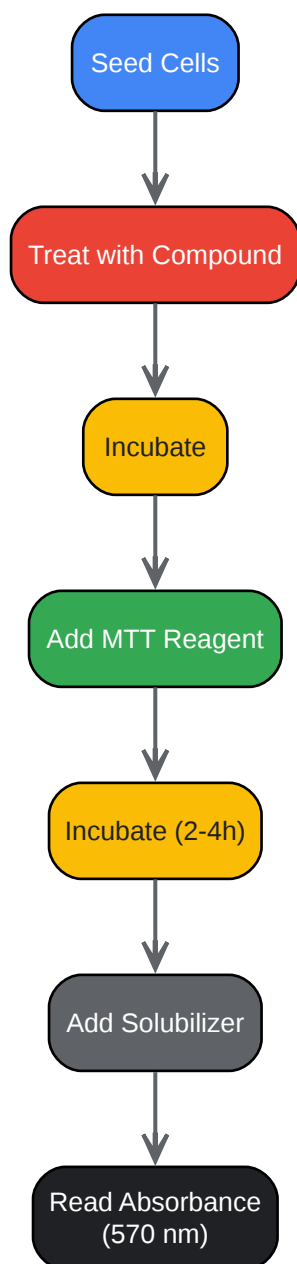 Seed Cells
Treat with Compound
Incubate
Add MTT Reagent
Incubate (2-4h)
Add Solubilizer
Read Absorbance
(570 nm)